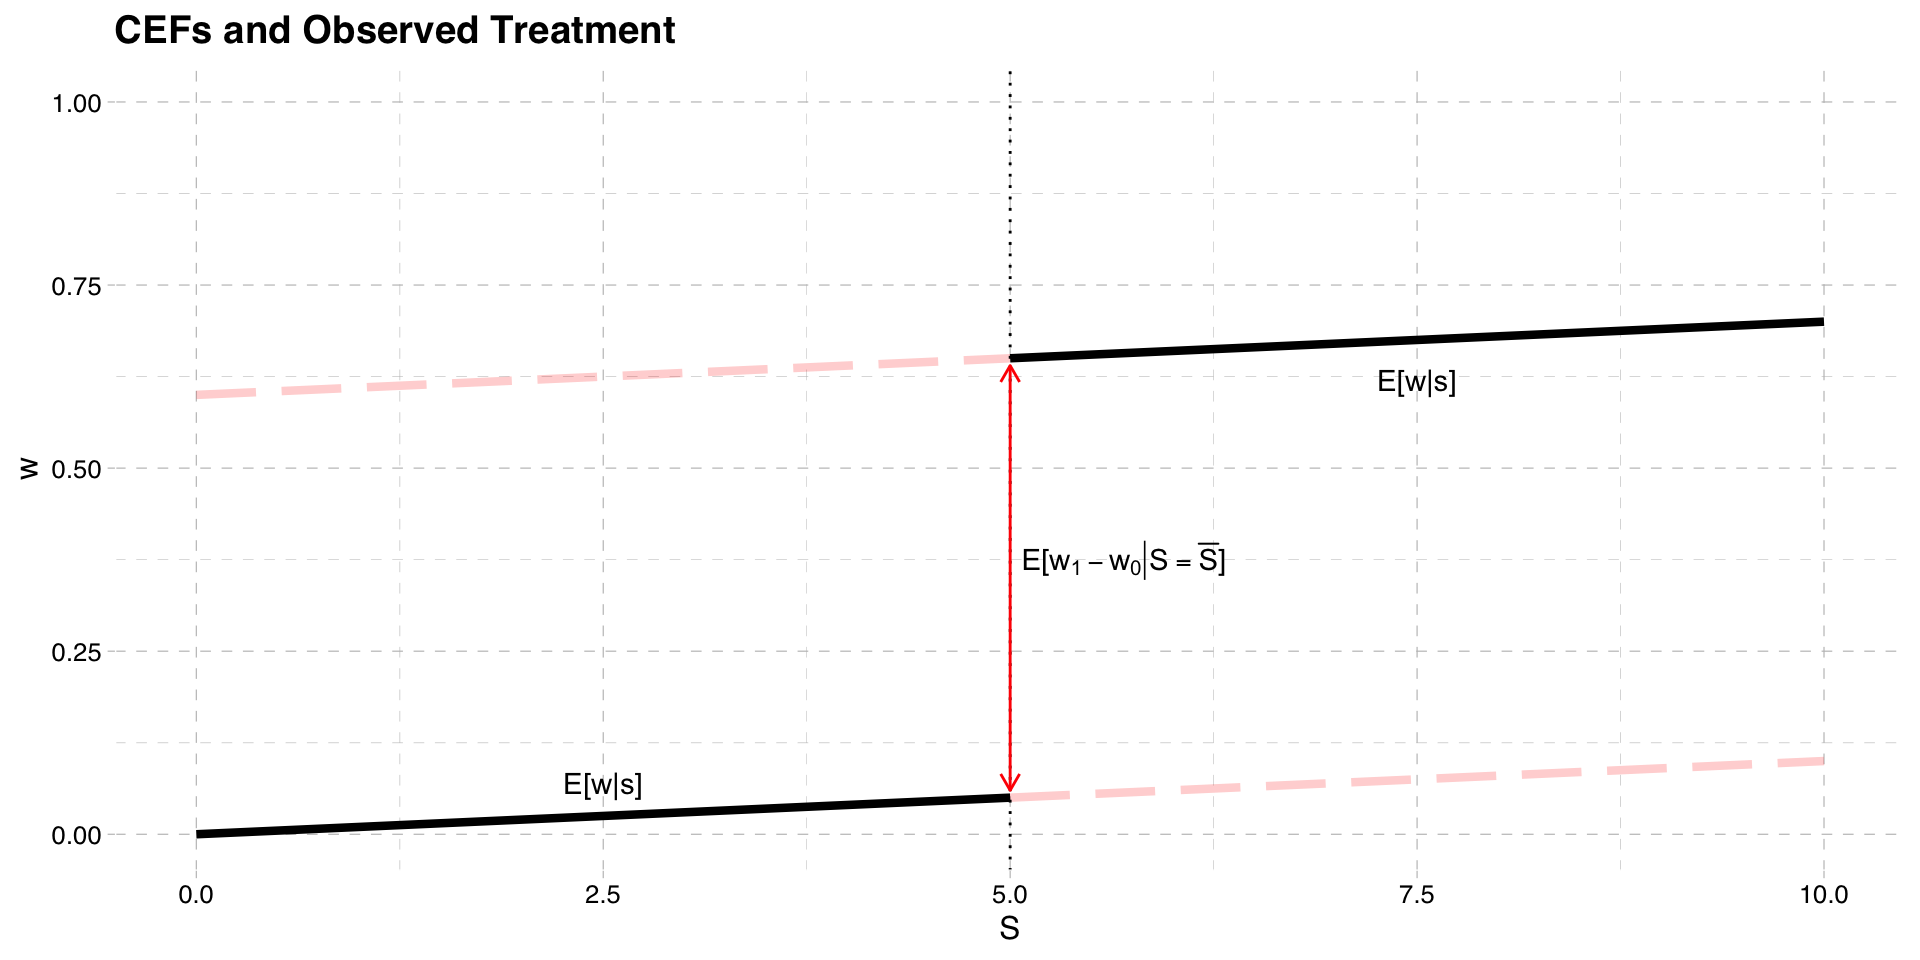 CEFs and Observed Treatment
1.00
0.75
E[w|s]
w
0.50
E[w₁ – w₀|S = S̅]
0.25
E[w|s]
0.00
0.0 2.5 5.0 7.5 10.0
S